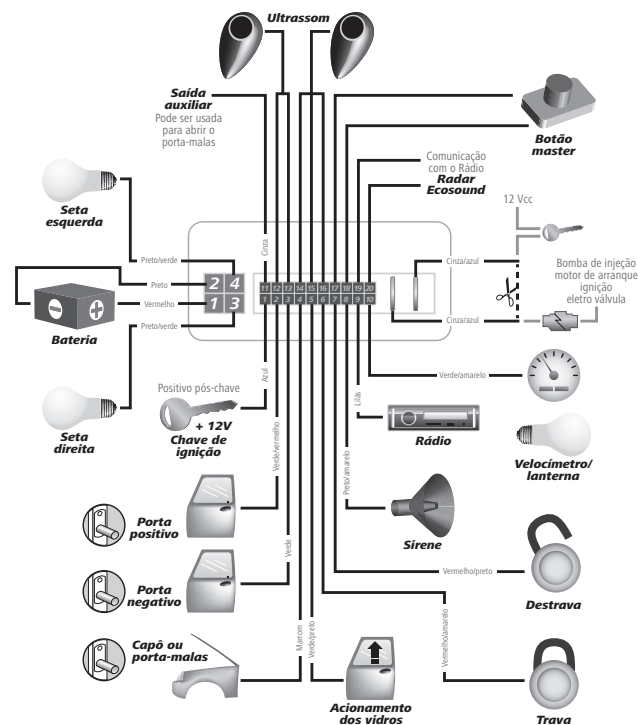 Ultrassom
Saída
auxiliar
Pode ser usada
para abrir o
porta-malas
Botão
master
Comunicação
com o Rádio
Radar
Ecosound
12 Vcc
Seta
esquerda
Cinza
Preto/verde
Cinza/azul
Bomba de injeção
motor de arranque
ignição
eletro válvula
Preto
2 4
11 12 13 14 15 16 17 18 19 20
Vermelho
1 3
1 2 3 4 5 6 7 8 9 10
Preto/verde
Cinza/azul
Bateria
Azul
Positivo pós-chave
+ 12V
Chave de
ignição
Verde/amarelo
Lilás
Seta
direita
Rádio
Velocímetro/
lanterna
Verde/vermelho
Preto/amarelo
Porta
positivo
Sirene
Verde
Vermelho/preto
Destrava
Porta
negativo
Marrom
Verde/preto
Vermelho/amarelo
Capô ou
porta-malas
Acionamento
dos vidros
Trava